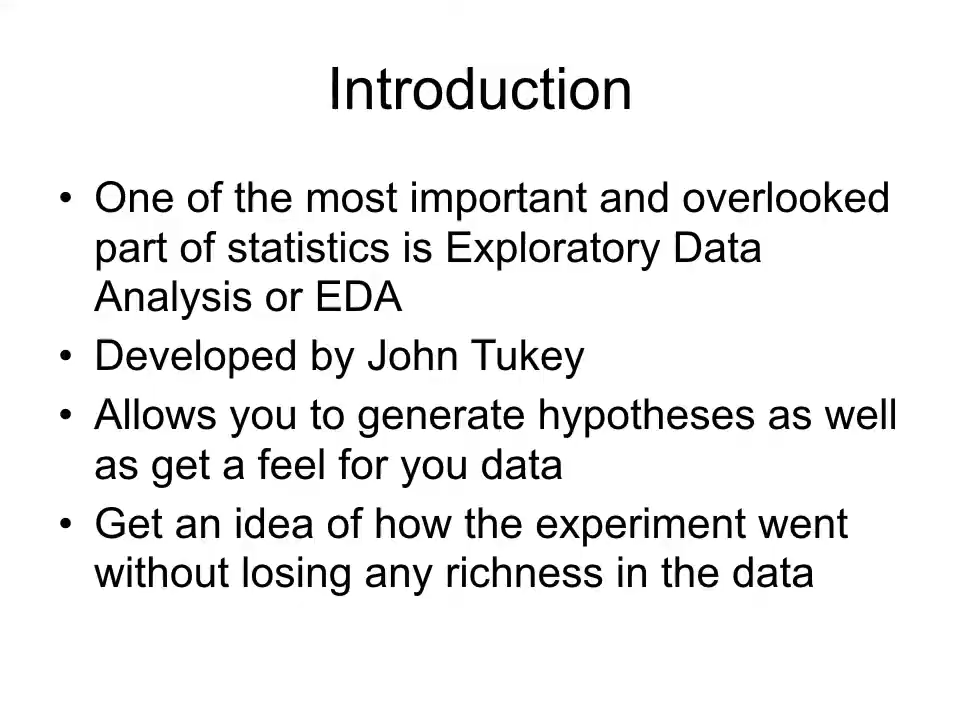 Introduction
• One of the most important and overlooked
part of statistics is Exploratory Data
Analysis or EDA
• Developed by John Tukey
• Allows you to generate hypotheses as well
as get a feel for you data
• Get an idea of how the experiment went
without losing any richness in the data